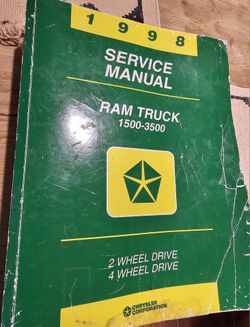 1998
SERVICE
MANUAL
RAM TRUCK
1500-3500
2 WHEEL DRIVE
4 WHEEL DRIVE
CHRYSLER
CORPORATION